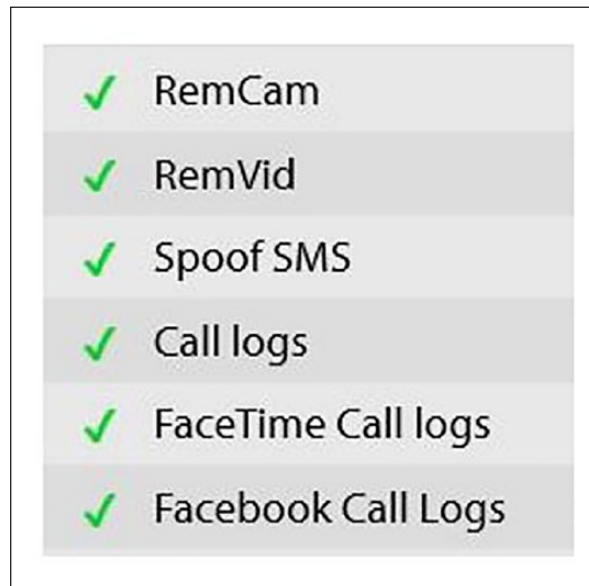 RemCam
RemVid
Spoof SMS
Call logs
FaceTime Call logs
Facebook Call Logs